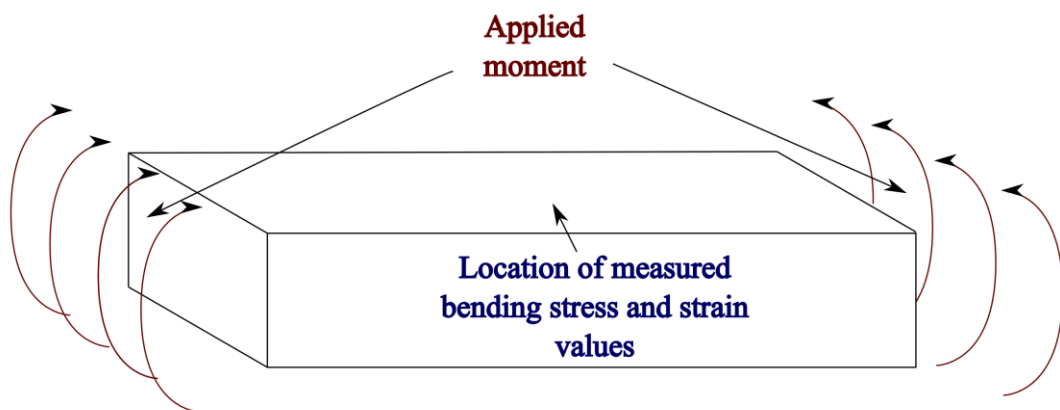 Applied
moment
Location of measured
bending stress and strain
values